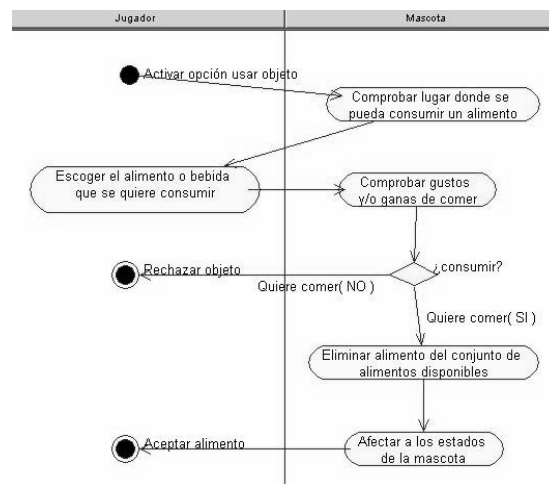 Jugador
Mascota
Activar opción usar objeto
Comprobar lugar donde se
pueda consumir un alimento
Escoger el alimento o bebida
que se quiere consumir
Comprobar gustos
y/o ganas de comer
Rechazar objeto
¿consumir?
Quiere comer( NO )
Quiere comer( SI )
Eliminar alimento del conjunto de
alimentos disponibles
Aceptar alimento
Afectar a los estados
de la mascota